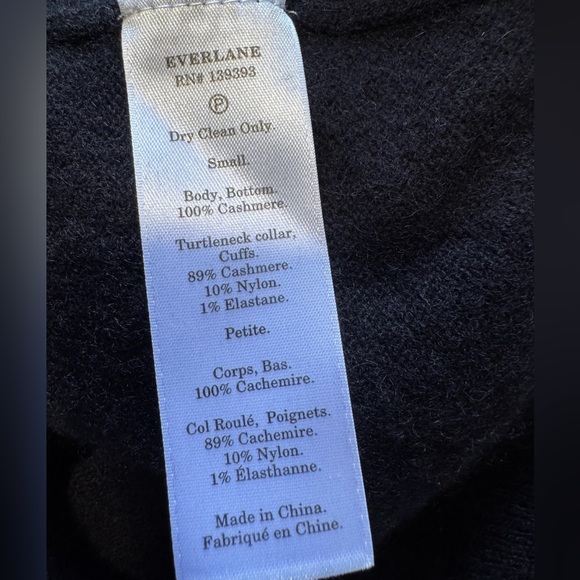 EVERLANE
RN# 139393
P
Dry Clean Only.
Small.
Body, Bottom.
100% Cashmere.
Turtleneck collar,
Cuffs.
89% Cashmere.
10% Nylon.
1% Elastane.
Petite.
Corps, Bas.
100% Cachemire.
Col Roulé, Poignets.
89% Cachemire.
10% Nylon.
1% Élasthanne.
Made in China.
Fabriqué en Chine.